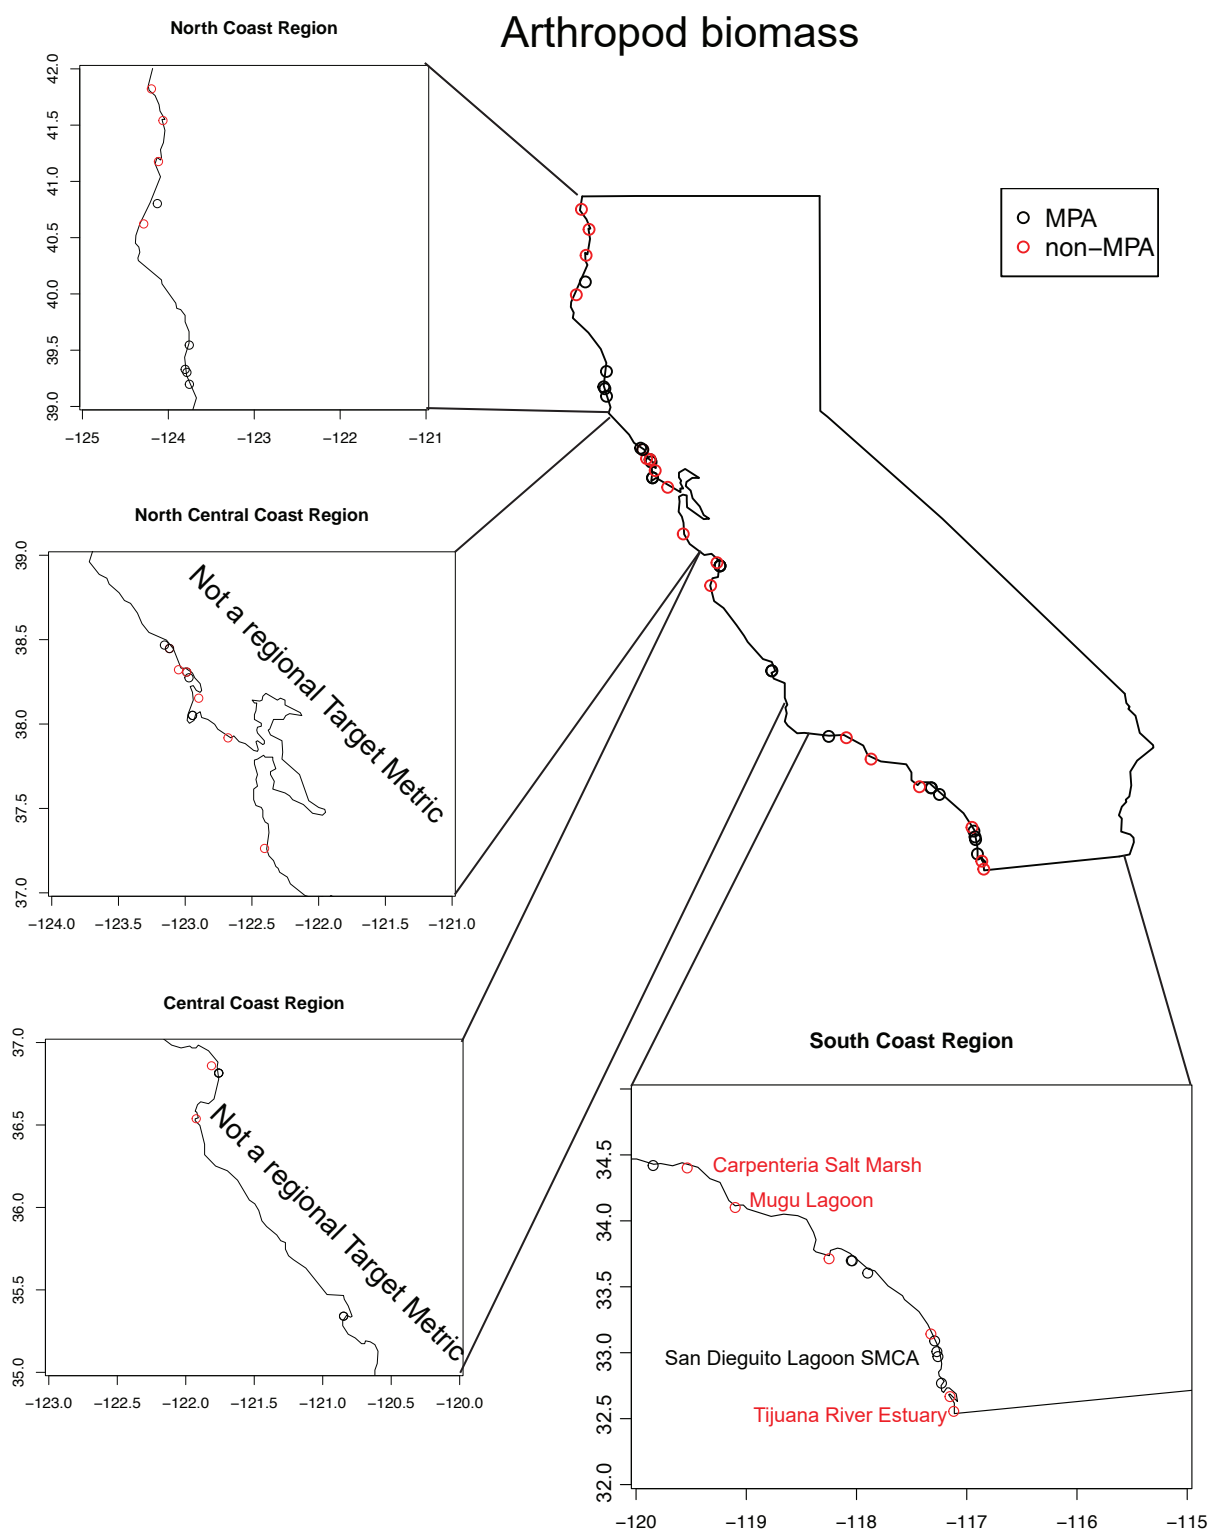 Arthropod biomass
North Coast Region
42.0
41.5
41.0
40.5
40.0
39.5
39.0
−125 −124 −123 −122 −121
MPA
non−MPA
North Central Coast Region
39.0
38.5
38.0
37.5
37.0
Not a regional Target Metric
−124.0 −123.5 −123.0 −122.5 −122.0 −121.5 −121.0
Central Coast Region
37.0
36.5
36.0
35.5
35.0
Not a regional Target Metric
−123.0 −122.5 −122.0 −121.5 −121.0 −120.5 −120.0
South Coast Region
34.5
34.0
33.5
33.0
32.5
32.0
Carpenteria Salt Marsh
Mugu Lagoon
San Dieguito Lagoon SMCA
Tijuana River Estuary
−120 −119 −118 −117 −116 −115